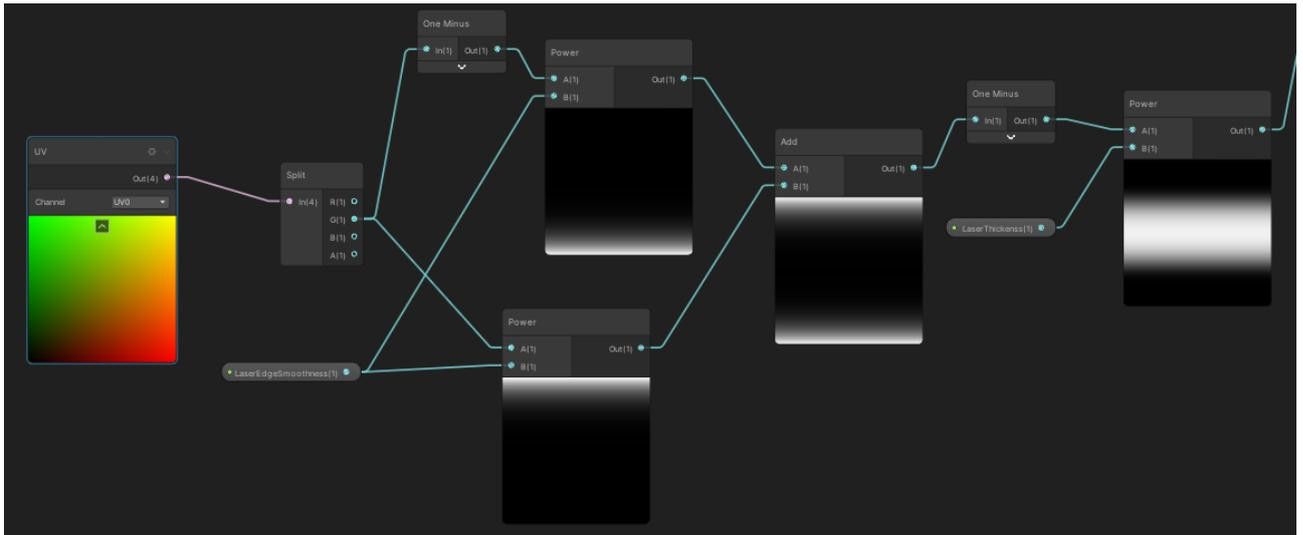 One Minus
In(1) Out(1)
Power
A(1) Out(1)
B(1)
UV
Out(4)
Channel UV0
Split
In(4) R(1)
G(1)
B(1)
A(1)
LaserEdgeSmoothness(1)
Power
A(1) Out(1)
B(1)
Add
A(1) Out(1)
B(1)
One Minus
In(1) Out(1)
LaserThickenss(1)
Power
A(1) Out(1)
B(1)